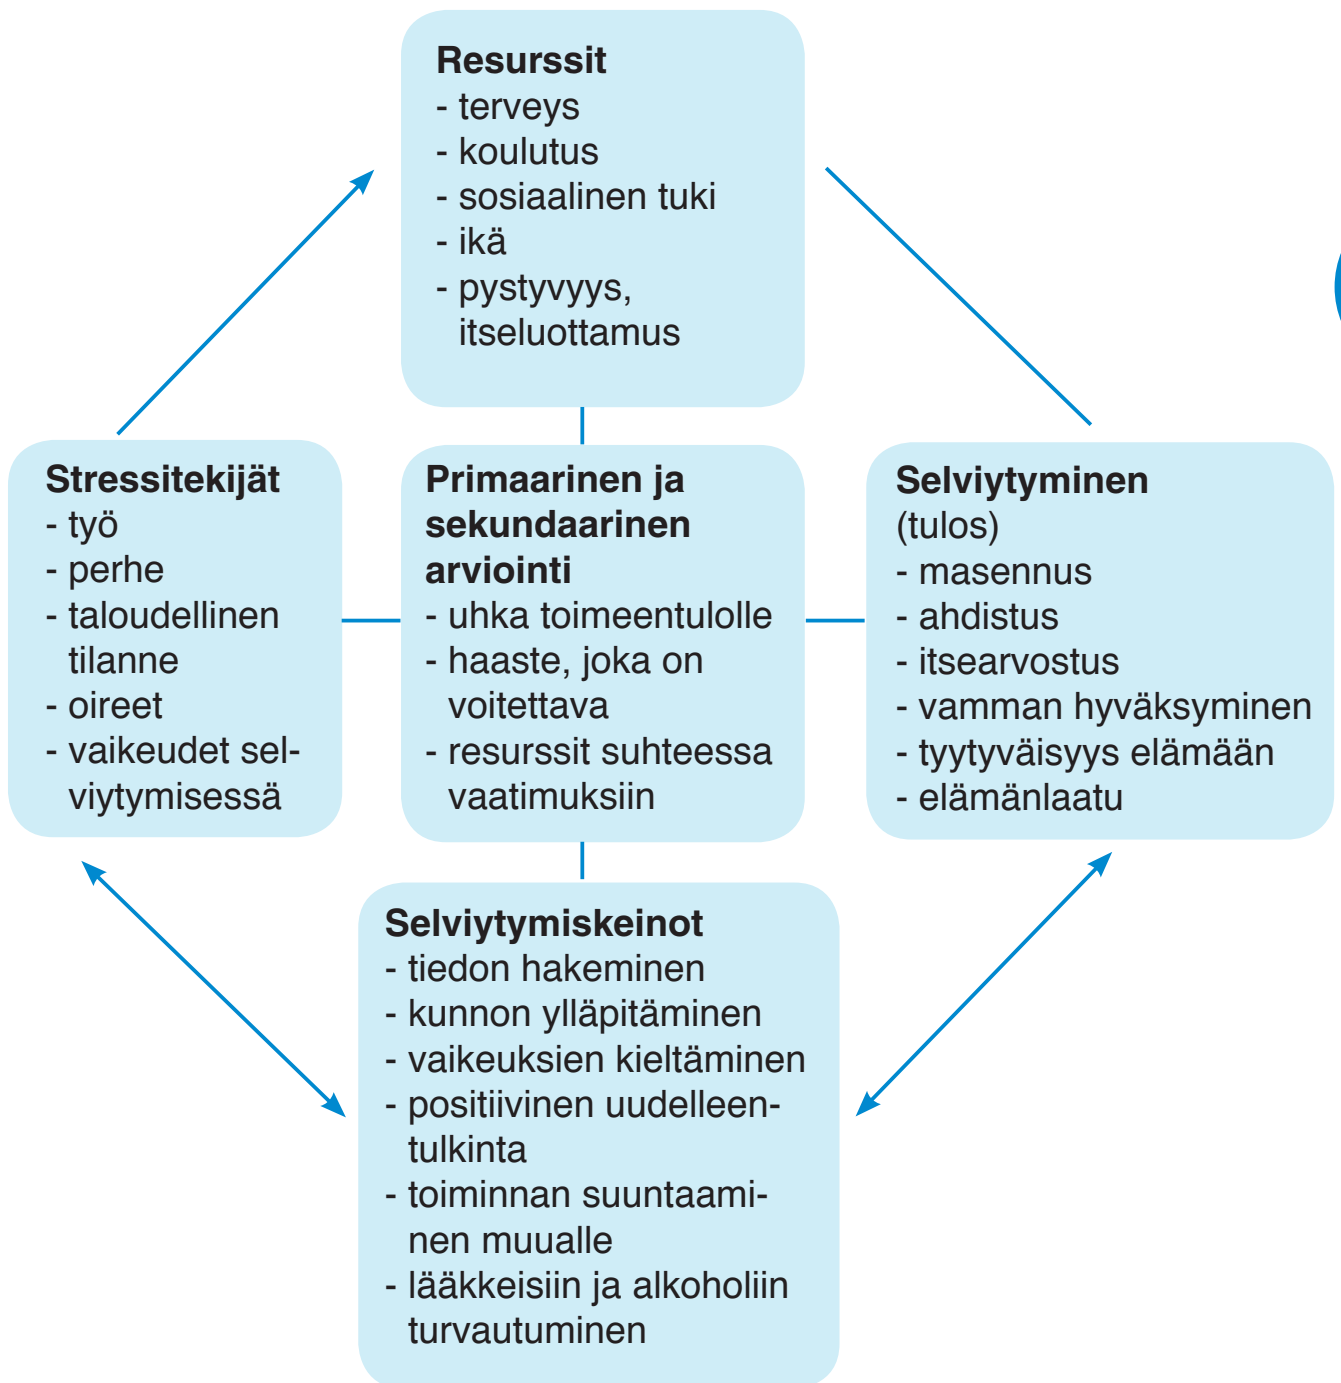 Resurssit
- terveys
- koulutus
- sosiaalinen tuki
- ikä
- pystyvyys,
itseluottamus
Stressitekijät
- työ
- perhe
- taloudellinen
tilanne
- oireet
- vaikeudet sel-
viytymisessä
Primaarinen ja
sekundaarinen
arviointi
- uhka toimeentulolle
- haaste, joka on
voitettava
- resurssit suhteessa
vaatimuksiin
Selviytyminen
(tulos)
- masennus
- ahdistus
- itsearvostus
- vamman hyväksyminen
- tyytyväisyys elämään
- elämänlaatu
Selviytymiskeinot
- tiedon hakeminen
- kunnon ylläpitäminen
- vaikeuksien kieltäminen
- positiivinen uudelleen-
tulkinta
- toiminnan suuntaami-
nen muualle
- lääkkeisiin ja alkoholiin
turvautuminen